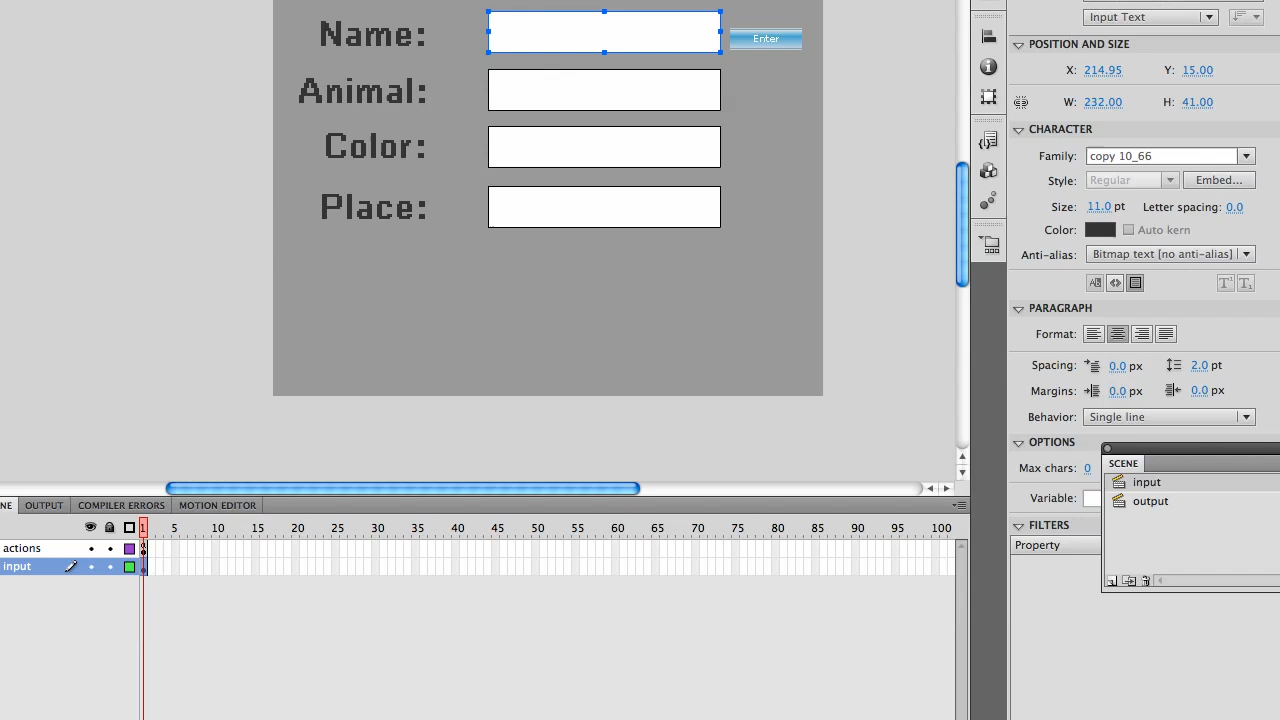 Input Text
Name:
Enter
POSITION AND SIZE
X: 214.95 Y: 15.00
Animal:
W: 232.00 H: 41.00
CHARACTER
Color:
Family: copy 10_66
Style: Regular Embed...
Place:
Size: 11.0 pt Letter spacing: 0.0
Color: Auto kern
Anti-alias: Bitmap text [no anti-alias]
PARAGRAPH
Format:
Spacing: 0.0 px 2.0 pt
Margins: 0.0 px 0.0 px
Behavior: Single line
OPTIONS
SCENE
Max chars: 0
input
Variable:
output
NE OUTPUT COMPILER ERRORS MOTION EDITOR
FILTERS
5 10 15 20 25 30 35 40 45 50 55 60 65 70 75 80 85 90 95 100
Property
actions
input